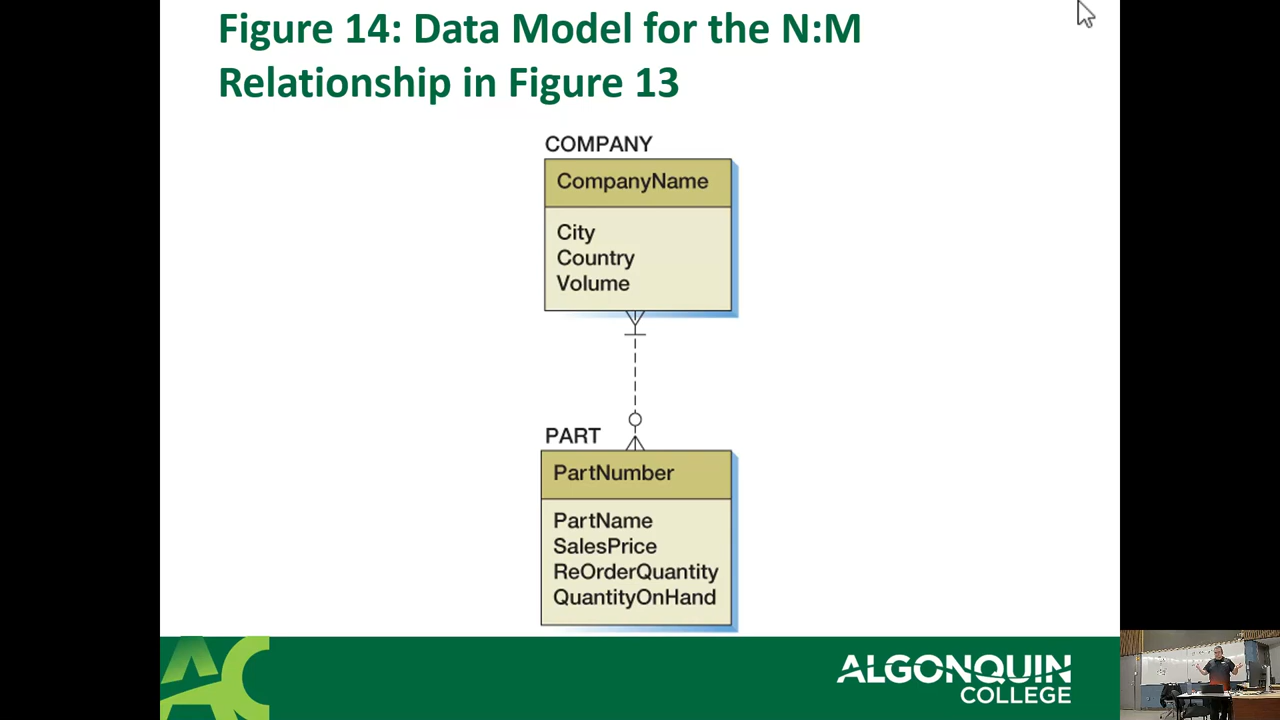 Figure 14: Data Model for the N:M
Relationship in Figure 13
COMPANY
CompanyName
City
Country
Volume
PART
PartNumber
PartName
SalesPrice
ReOrderQuantity
QuantityOnHand
AC
ALGONQUIN
COLLEGE